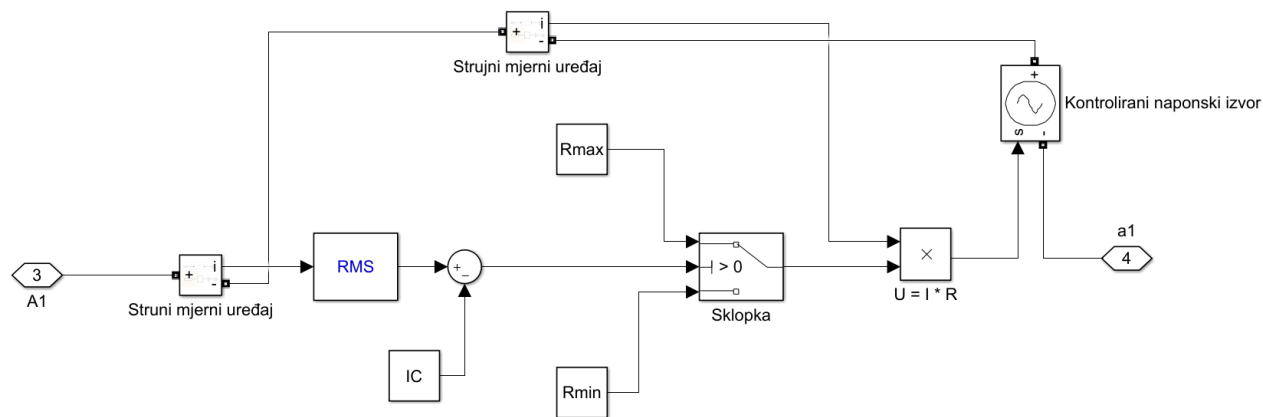 i
+
-
Strujni mjerni uređaj
+
Kontrolirani naponski izvor
s
-
Rmax
a1
4
3
A1
i
+
-
Struni mjerni uređaj
RMS
+
-
> 0
Sklopka
×
U = I * R
IC
Rmin